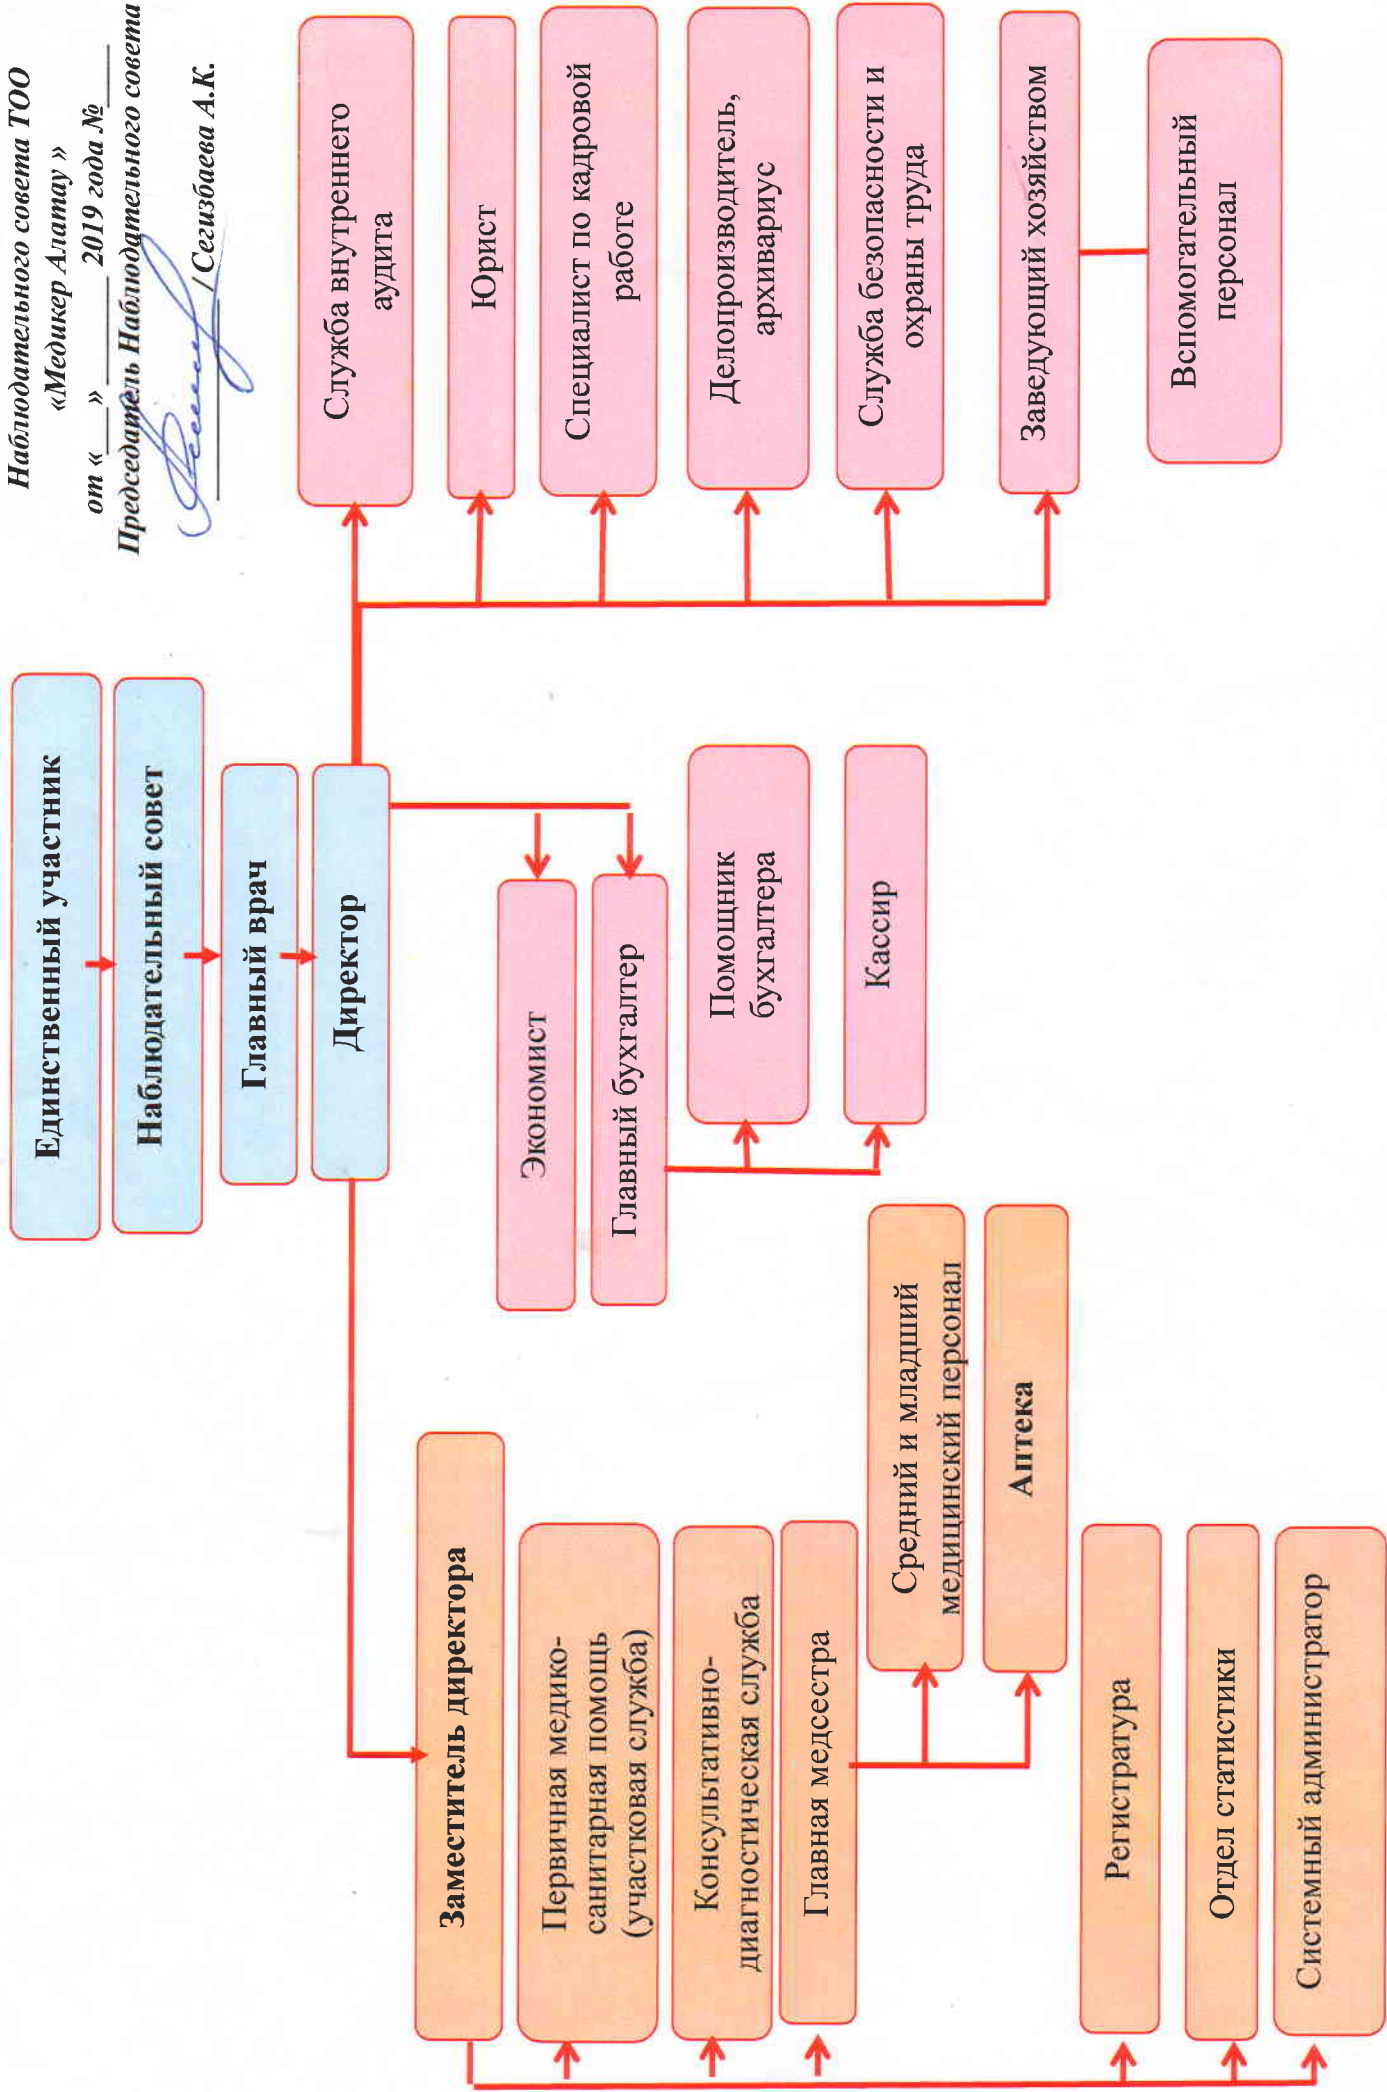 Наблюдательного совета ТОО
«Медикер Алатау »
от «___» ________ 2019 года №____
Председатель Наблюдательного совета
/ Сегизбаева А.К.
Единственный участник
Наблюдательный совет
Главный врач
Директор
Заместитель директора
Первичная медико-
санитарная помощь
(участковая служба)
Консультативно-
диагностическая служба
Главная медсестра
Средний и младший
медицинский персонал
Аптека
Регистратура
Отдел статистики
Системный администратор
Экономист
Главный бухгалтер
Помощник
бухгалтера
Кассир
Служба внутреннего
аудита
Юрист
Специалист по кадровой
работе
Делопроизводитель,
архивариус
Служба безопасности и
охраны труда
Заведующий хозяйством
Вспомогательный
персонал